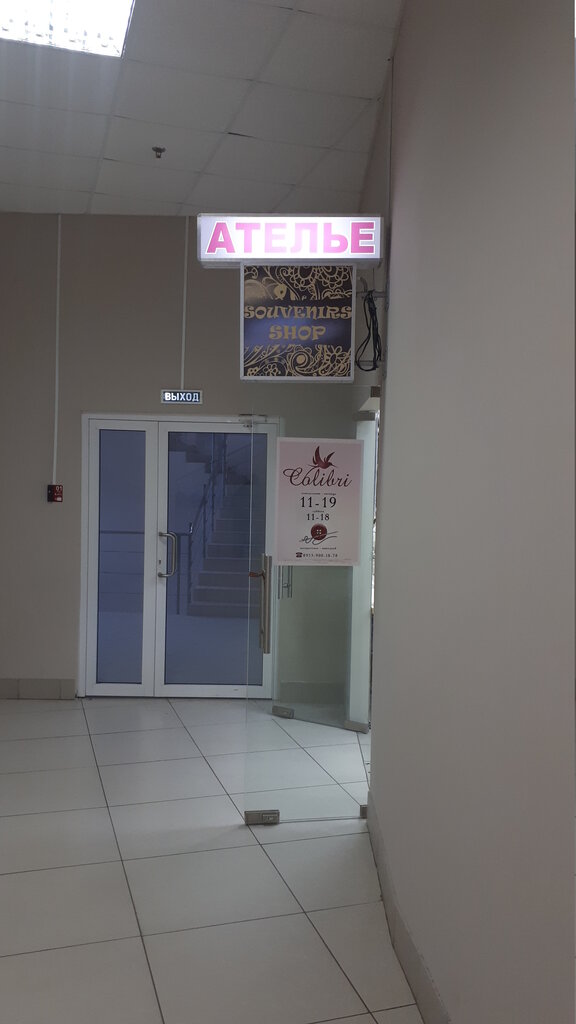 АТЕЛЬЕ
SOUVENIRS
SHOP
ВЫХОД
Colibri
11-19
11-18